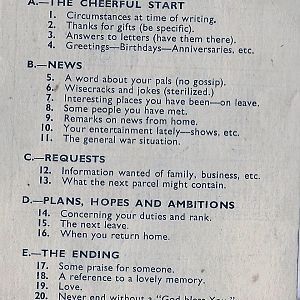 A.—THE CHEERFUL START
1. Circumstances at time of writing.
2. Thanks for gifts (be specific).
3. Answers to letters (have them there).
4. Greetings—Birthdays—Anniversaries, etc.
B.—NEWS
5. A word about your pals (no gossip).
6. Wisecracks and jokes (sterilized.)
7. Interesting places you have been—on leave.
8. Some people you have met.
9. Remarks on news from home.
10. Your entertainment lately—shows, etc.
11. The general war situation.
C.—REQUESTS
12. Information wanted of family, business, etc.
13. What the next parcel might contain.
D.—PLANS, HOPES AND AMBITIONS
14. Concerning your duties and rank.
15. The next leave.
16. When you return home.
E.—THE ENDING
17. Some praise for someone.
18. A reference to a lovely memory.
19. Love.
20. Never end without a "God bless You."